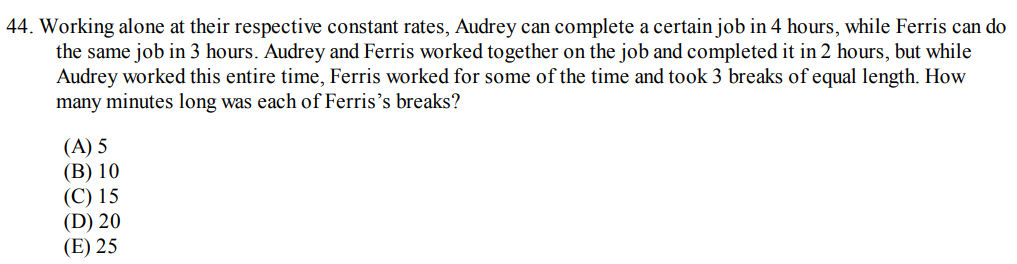 44. Working alone at their respective constant rates, Audrey can complete a certain job in 4 hours, while Ferris can do
the same job in 3 hours. Audrey and Ferris worked together on the job and completed it in 2 hours, but while
Audrey worked this entire time, Ferris worked for some of the time and took 3 breaks of equal length. How
many minutes long was each of Ferris’s breaks?
(A) 5
(B) 10
(C) 15
(D) 20
(E) 25